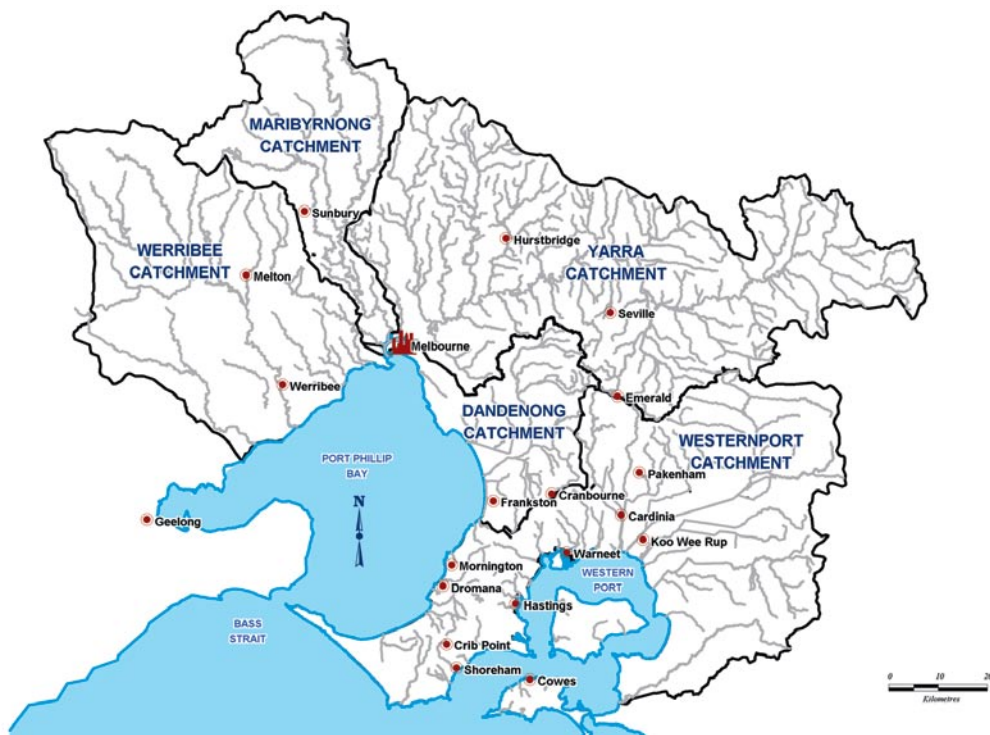 MARIBYRNONG
CATCHMENT
Sunbury
WERRIBEE
CATCHMENT
Melton
Hurstbridge
YARRA
CATCHMENT
Seville
Melbourne
Werribee
Emerald
DANDENONG
CATCHMENT
WESTERNPORT
CATCHMENT
PORT PHILLIP
BAY
N
Pakenham
Geelong
Frankston
Cranbourne
Cardinia
Koo Wee Rup
Warneet
Mornington
WESTERN
PORT
Dromana
Hastings
BASS
STRAIT
Crib Point
Shoreham
Cowes
0 10 20
Kilometres